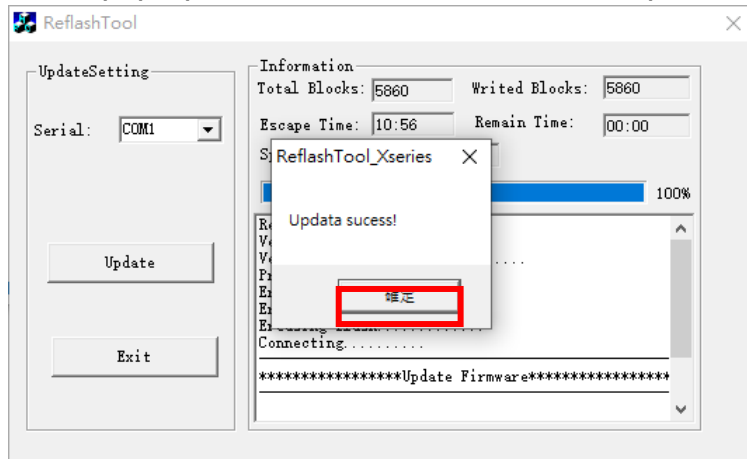 ReflashTool
UpdateSetting
Serial: COM1
Update
Exit
Information
Total Blocks: 5860 Writed Blocks: 5860
Escape Time: 10:56 Remain Time: 00:00
100%
ReflashTool_Xseries
Updata sucess!
確定
Connecting..........
*****************Update Firmware*****************